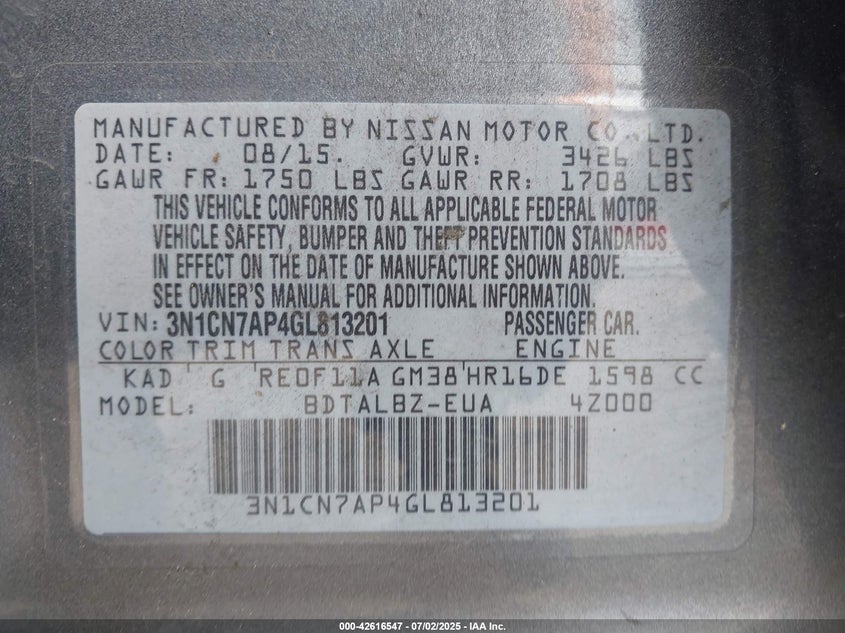 MANUFACTURED BY NISSAN MOTOR CO., LTD.
DATE: 08/15. GVWR: 3426 LBS
GAWR FR: 1750 LBS GAWR RR: 1708 LBS
THIS VEHICLE CONFORMS TO ALL APPLICABLE FEDERAL MOTOR
VEHICLE SAFETY, BUMPER AND THEFT PREVENTION STANDARDS
IN EFFECT ON THE DATE OF MANUFACTURE SHOWN ABOVE.
SEE OWNER'S MANUAL FOR ADDITIONAL INFORMATION.
VIN: 3N1CN7AP4GL813201 PASSENGER CAR.
COLOR TRIM TRANS AXLE ENGINE
KAD G RE0F11A GM38 HR16DE 1598 CC
MODEL: BDTALBZ-EUA 4Z000
3N1CN7AP4GL813201
000-42616547 - 07/02/2025 - IAA Inc.